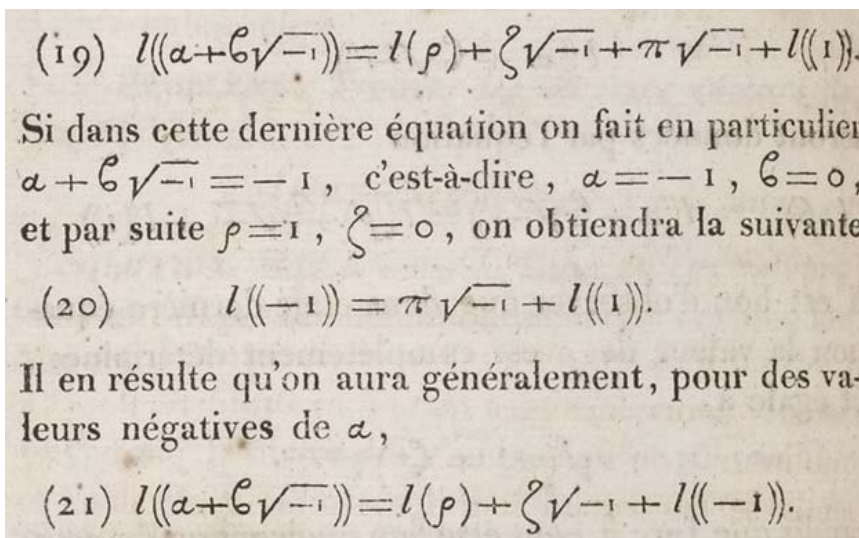 (19) l((α+ϐ√-1))=l(ρ)+ζ√-1+π√-1+l((1)).
Si dans cette dernière équation on fait en particulier
α+ϐ√-1=-1, c'est-à-dire, α=-1, ϐ=0,
et par suite ρ=1, ζ=0, on obtiendra la suivante
(20) l((-1))=π√- + l((1)).
Il en résulte qu'on aura généralement, pour des va-
leurs négatives de α,
(21) l((α+ϐ√-1))=l(ρ)+ζ√-1+l((-1)).